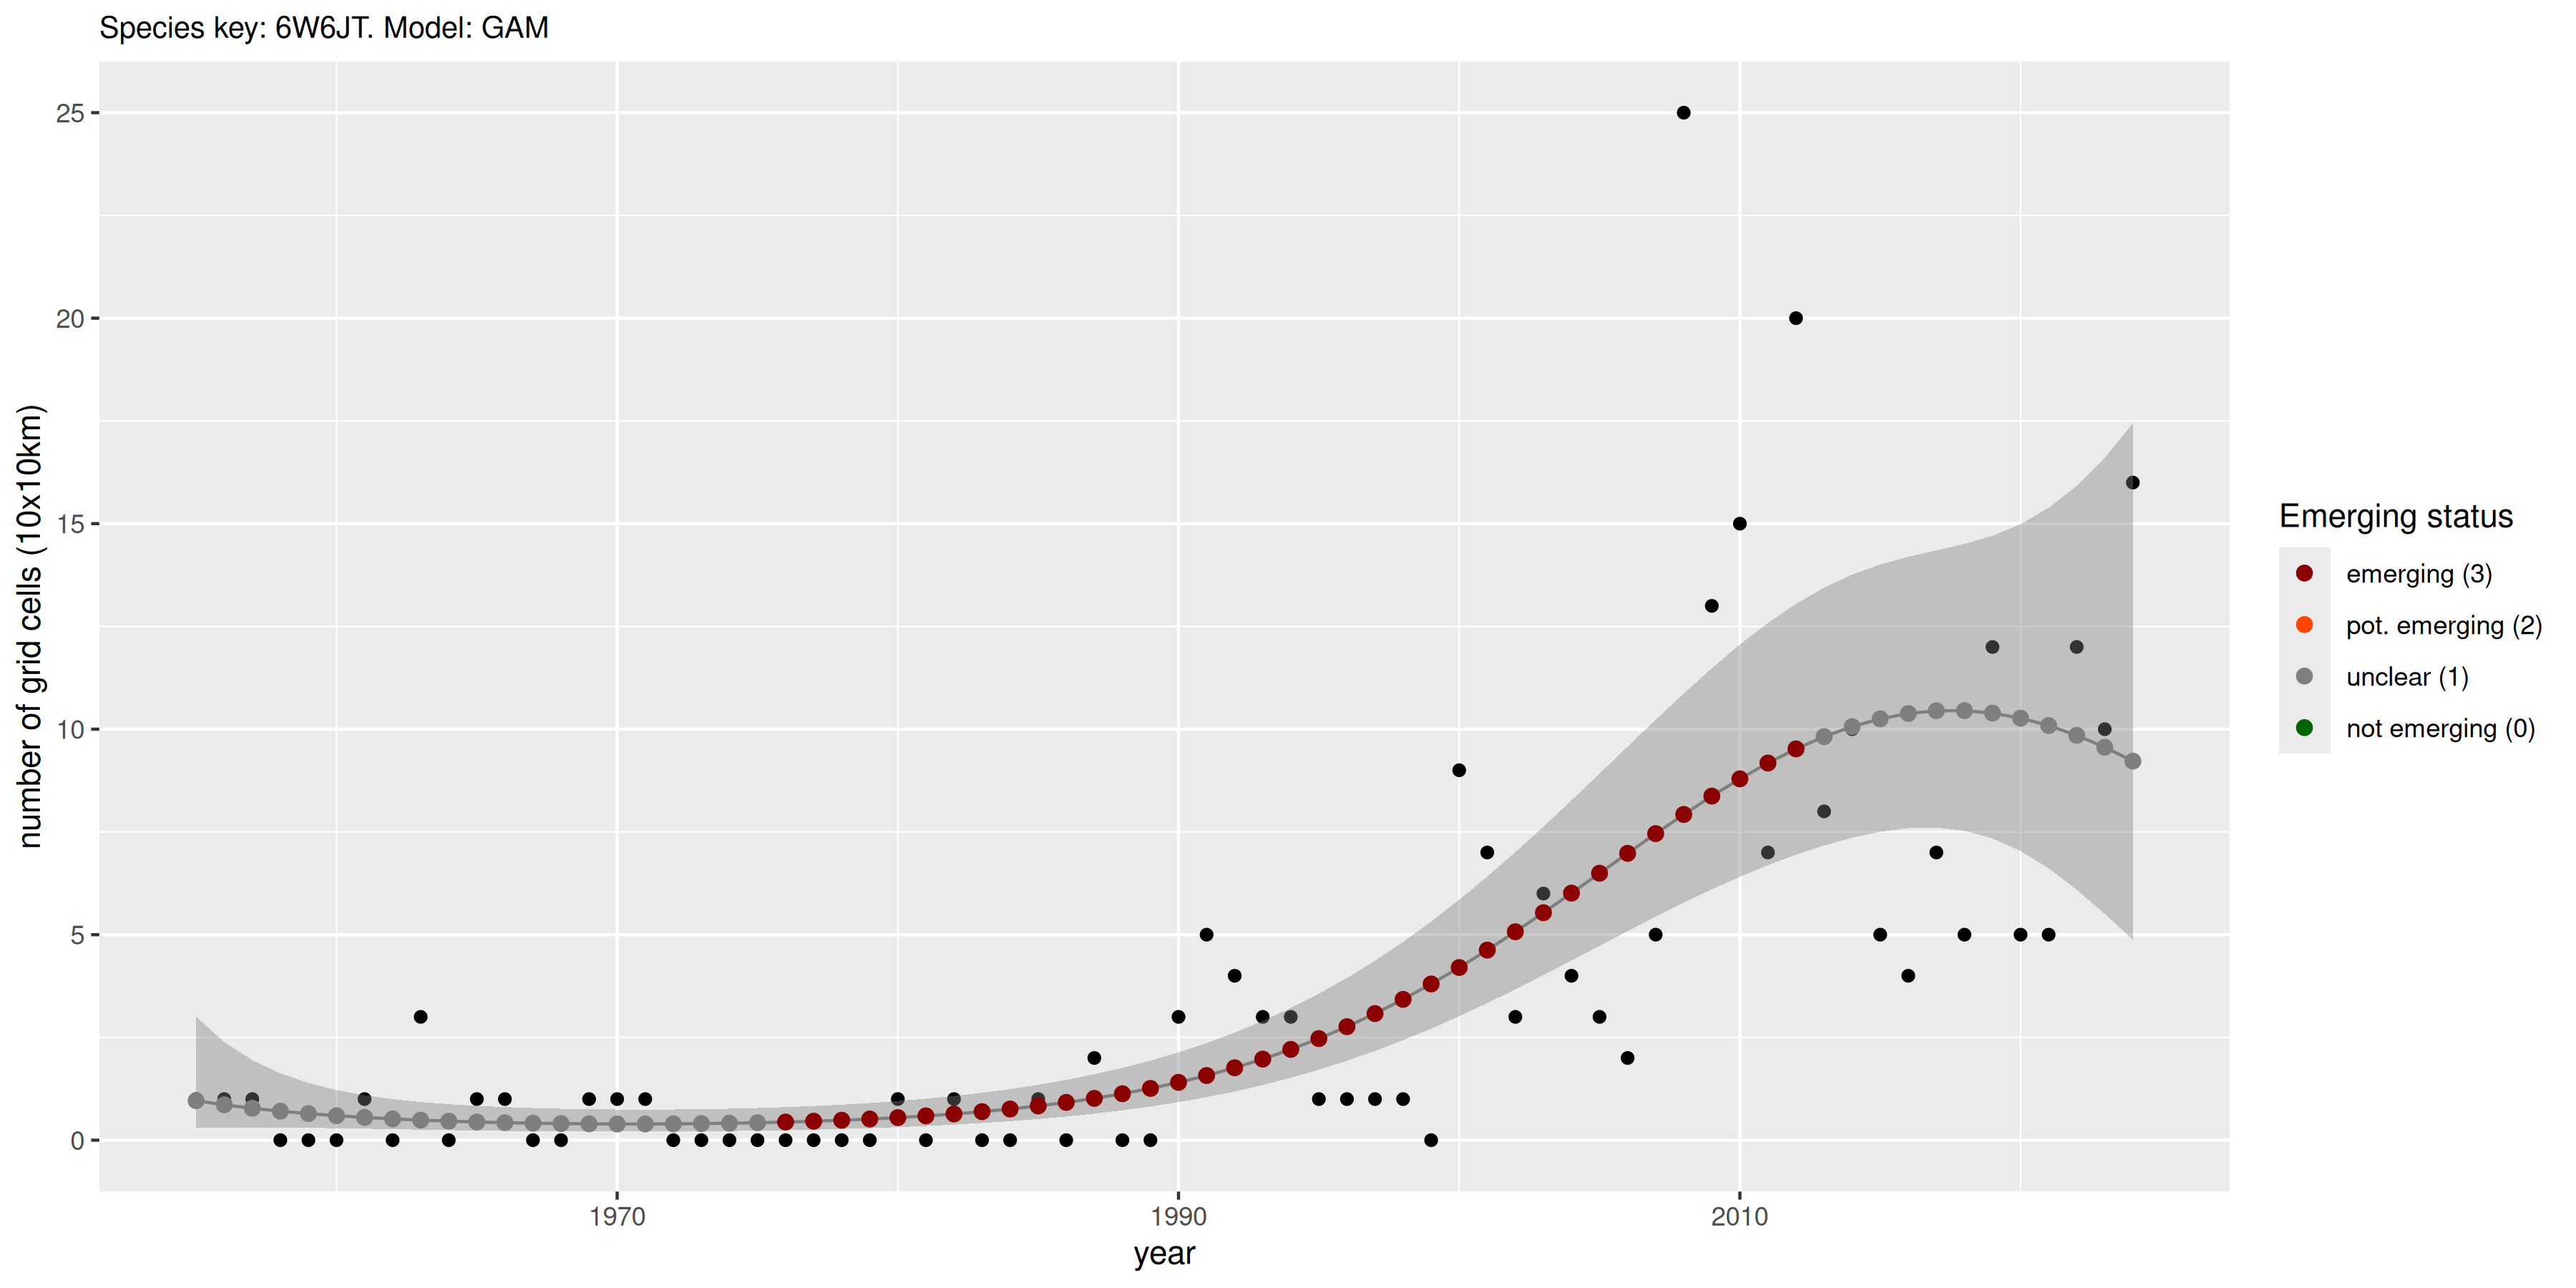 Species key: 6W6JT. Model: GAM
number of grid cells (10x10km)
25
20
15
10
5
0
1970
1990
2010
year
Emerging status
emerging (3)
pot. emerging (2)
unclear (1)
not emerging (0)